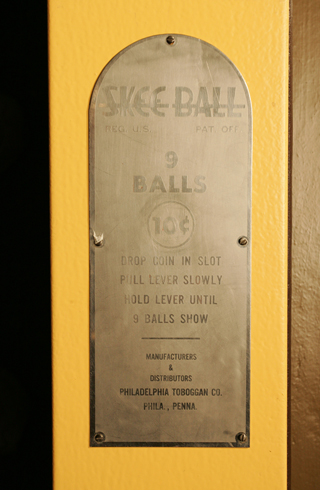 SKEE BALL
REG. U.S. PAT. OFF.
9
BALLS
10¢
DROP COIN IN SLOT
PULL LEVER SLOWLY
HOLD LEVER UNTIL
9 BALLS SHOW
MANUFACTURERS
&
DISTRIBUTORS
PHILADELPHIA TOBOGGAN CO.
PHILA., PENNA.